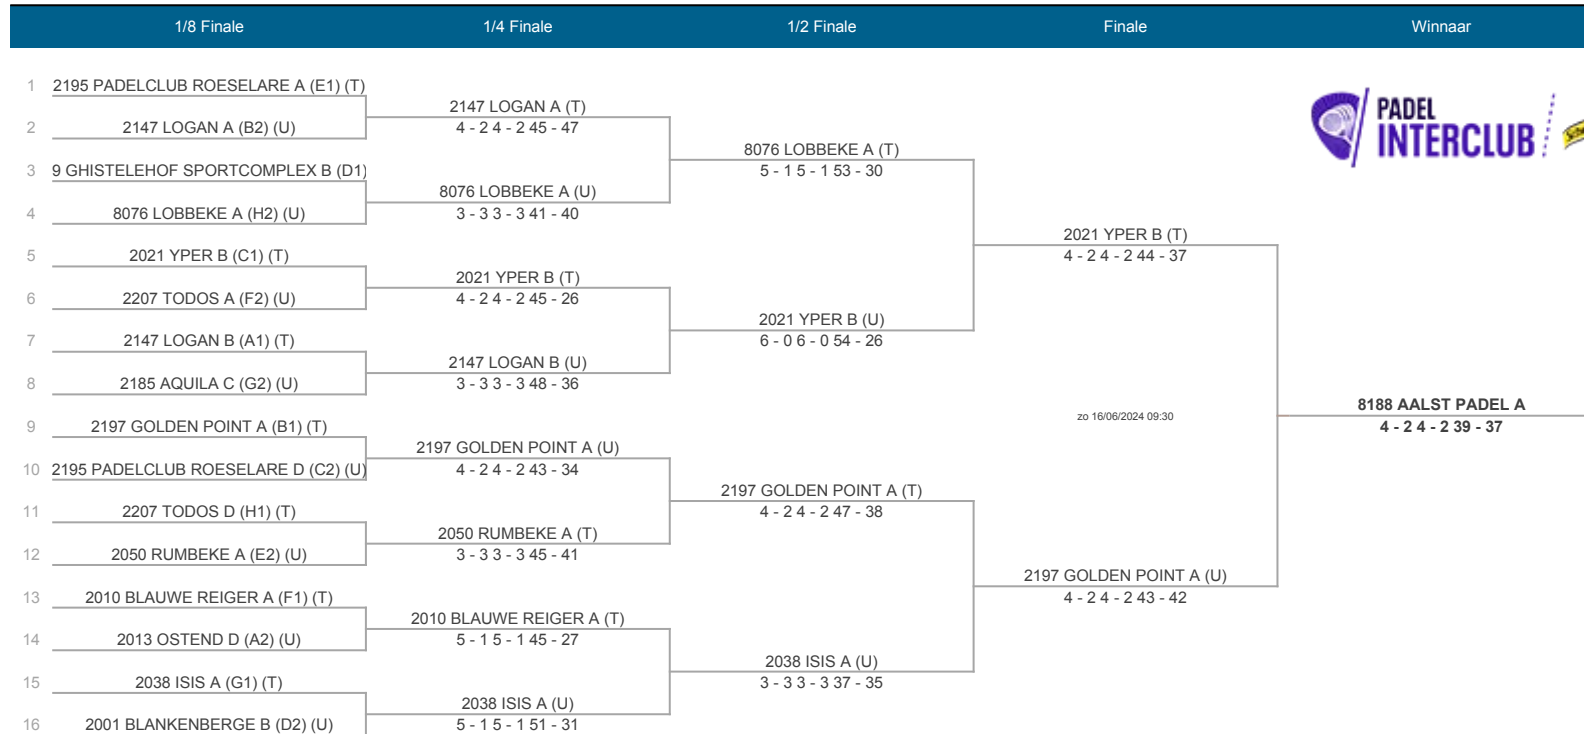 1/8 Finale 1/4 Finale 1/2 Finale Finale Winnaar
1 2195 PADELCLUB ROESELARE A (E1) (T)
2147 LOGAN A (T)
2 2147 LOGAN A (B2) (U)
4 - 2 4 - 2 45 - 47
PADEL
INTERCLUB
8076 LOBBEKE A (T)
3 9 GHISTELEHOF SPORTCOMPLEX B (D1)
5 - 1 5 - 1 53 - 30
8076 LOBBEKE A (U)
4 8076 LOBBEKE A (H2) (U)
3 - 3 3 - 3 41 - 40
2021 YPER B (T)
5 2021 YPER B (C1) (T)
4 - 2 4 - 2 44 - 37
2021 YPER B (T)
6 2207 TODOS A (F2) (U)
4 - 2 4 - 2 45 - 26
2021 YPER B (U)
7 2147 LOGAN B (A1) (T)
6 - 0 6 - 0 54 - 26
2147 LOGAN B (U)
8 2185 AQUILA C (G2) (U)
3 - 3 3 - 3 48 - 36
8188 AALST PADEL A
zo 16/06/2024 09:30
9 2197 GOLDEN POINT A (B1) (T)
4 - 2 4 - 2 39 - 37
2197 GOLDEN POINT A (U)
10 2195 PADELCLUB ROESELARE D (C2) (U)
4 - 2 4 - 2 43 - 34
2197 GOLDEN POINT A (T)
11 2207 TODOS D (H1) (T)
4 - 2 4 - 2 47 - 38
2050 RUMBEKE A (T)
12 2050 RUMBEKE A (E2) (U)
3 - 3 3 - 3 45 - 41
2197 GOLDEN POINT A (U)
13 2010 BLAUWE REIGER A (F1) (T)
4 - 2 4 - 2 43 - 42
2010 BLAUWE REIGER A (T)
14 2013 OSTEND D (A2) (U)
5 - 1 5 - 1 45 - 27
2038 ISIS A (U)
15 2038 ISIS A (G1) (T)
3 - 3 3 - 3 37 - 35
2038 ISIS A (U)
16 2001 BLANKENBERGE B (D2) (U)
5 - 1 5 - 1 51 - 31